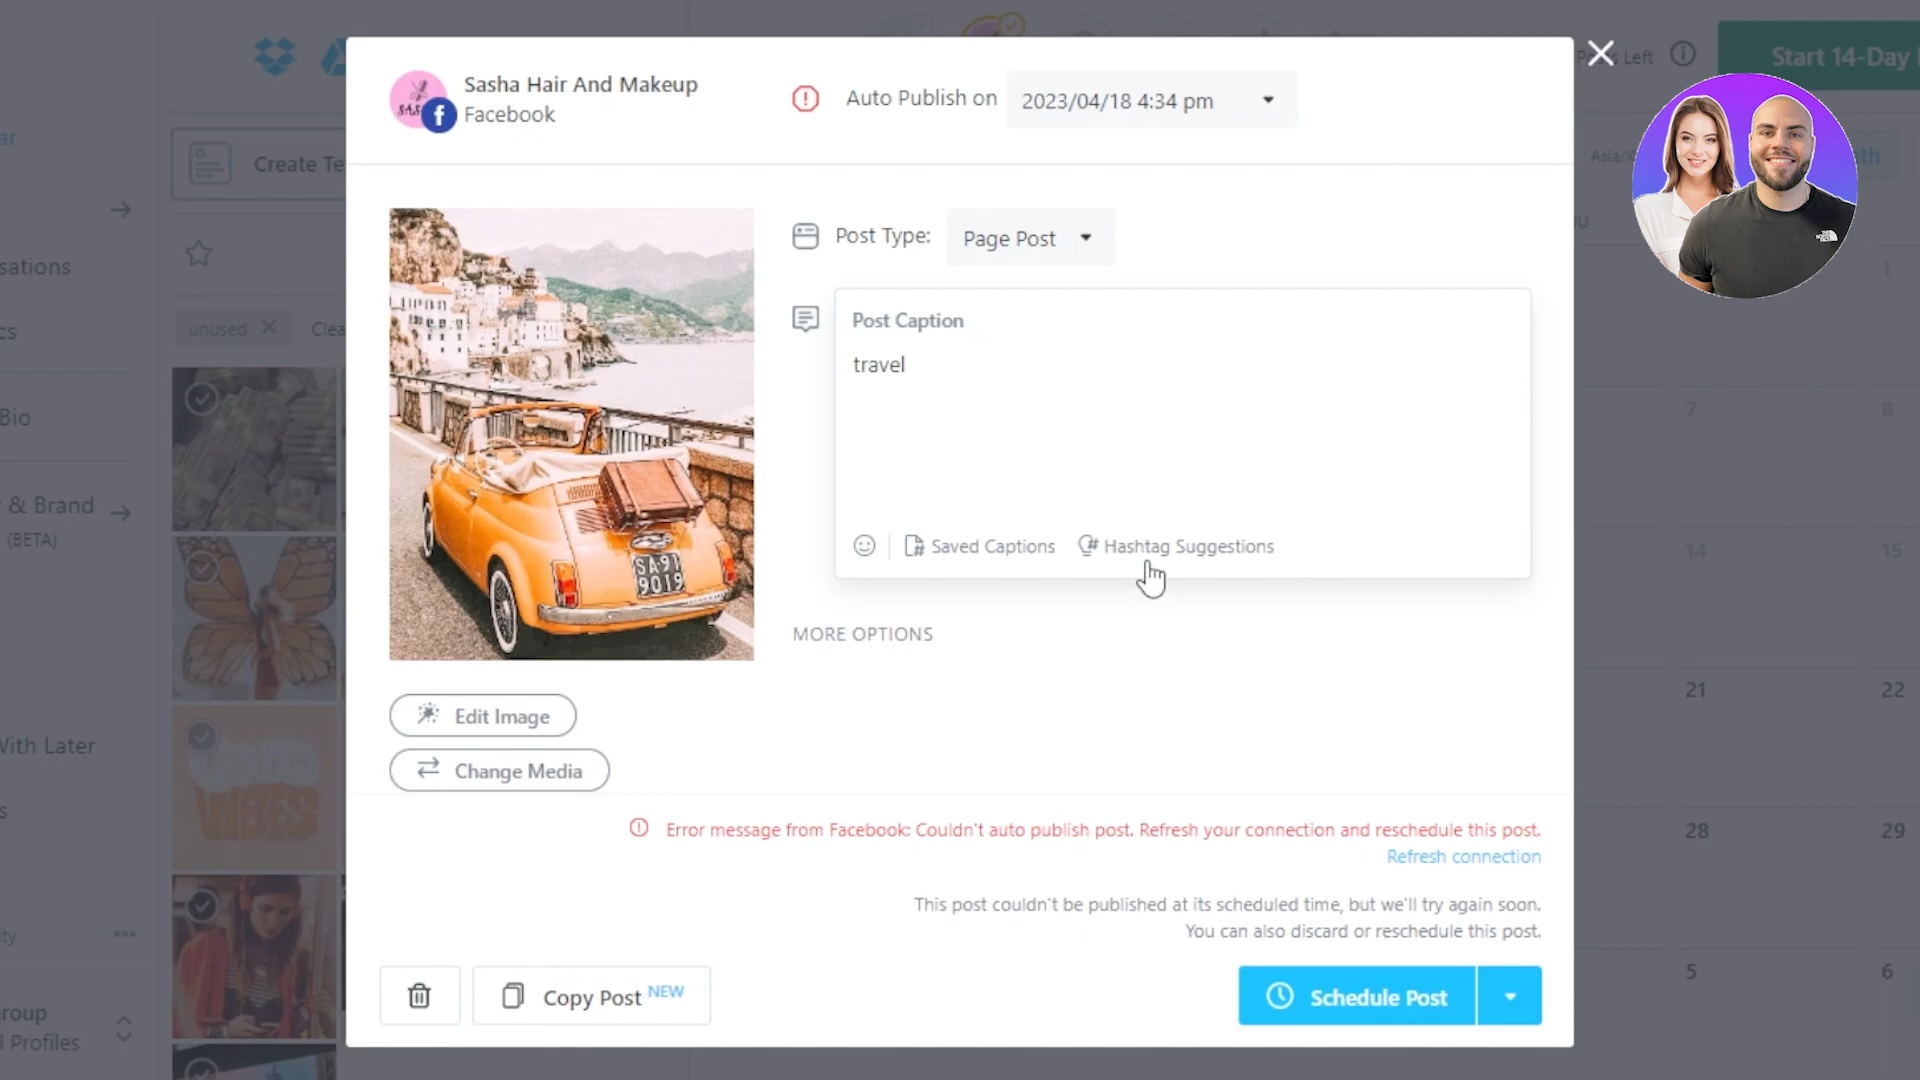 Sasha Hair And Makeup
Facebook
Auto Publish on
2023/04/18 4:34 pm
Left
Start 14-Day
Create Te
Post Type:
Page Post
Post Caption
travel
unused
Clea
sations
Bio
& Brand
(BETA)
SA·91
9019
Saved Captions
Hashtag Suggestions
MORE OPTIONS
Edit Image
Change Media
With Later
VIBES
Error message from Facebook: Couldn't auto publish post. Refresh your connection and reschedule this post.
Refresh connection
This post couldn't be published at its scheduled time, but we'll try again soon.
You can also discard or reschedule this post.
Copy Post NEW
Schedule Post
Group
l Profiles
1
7
8
14
15
21
22
28
29
5
6